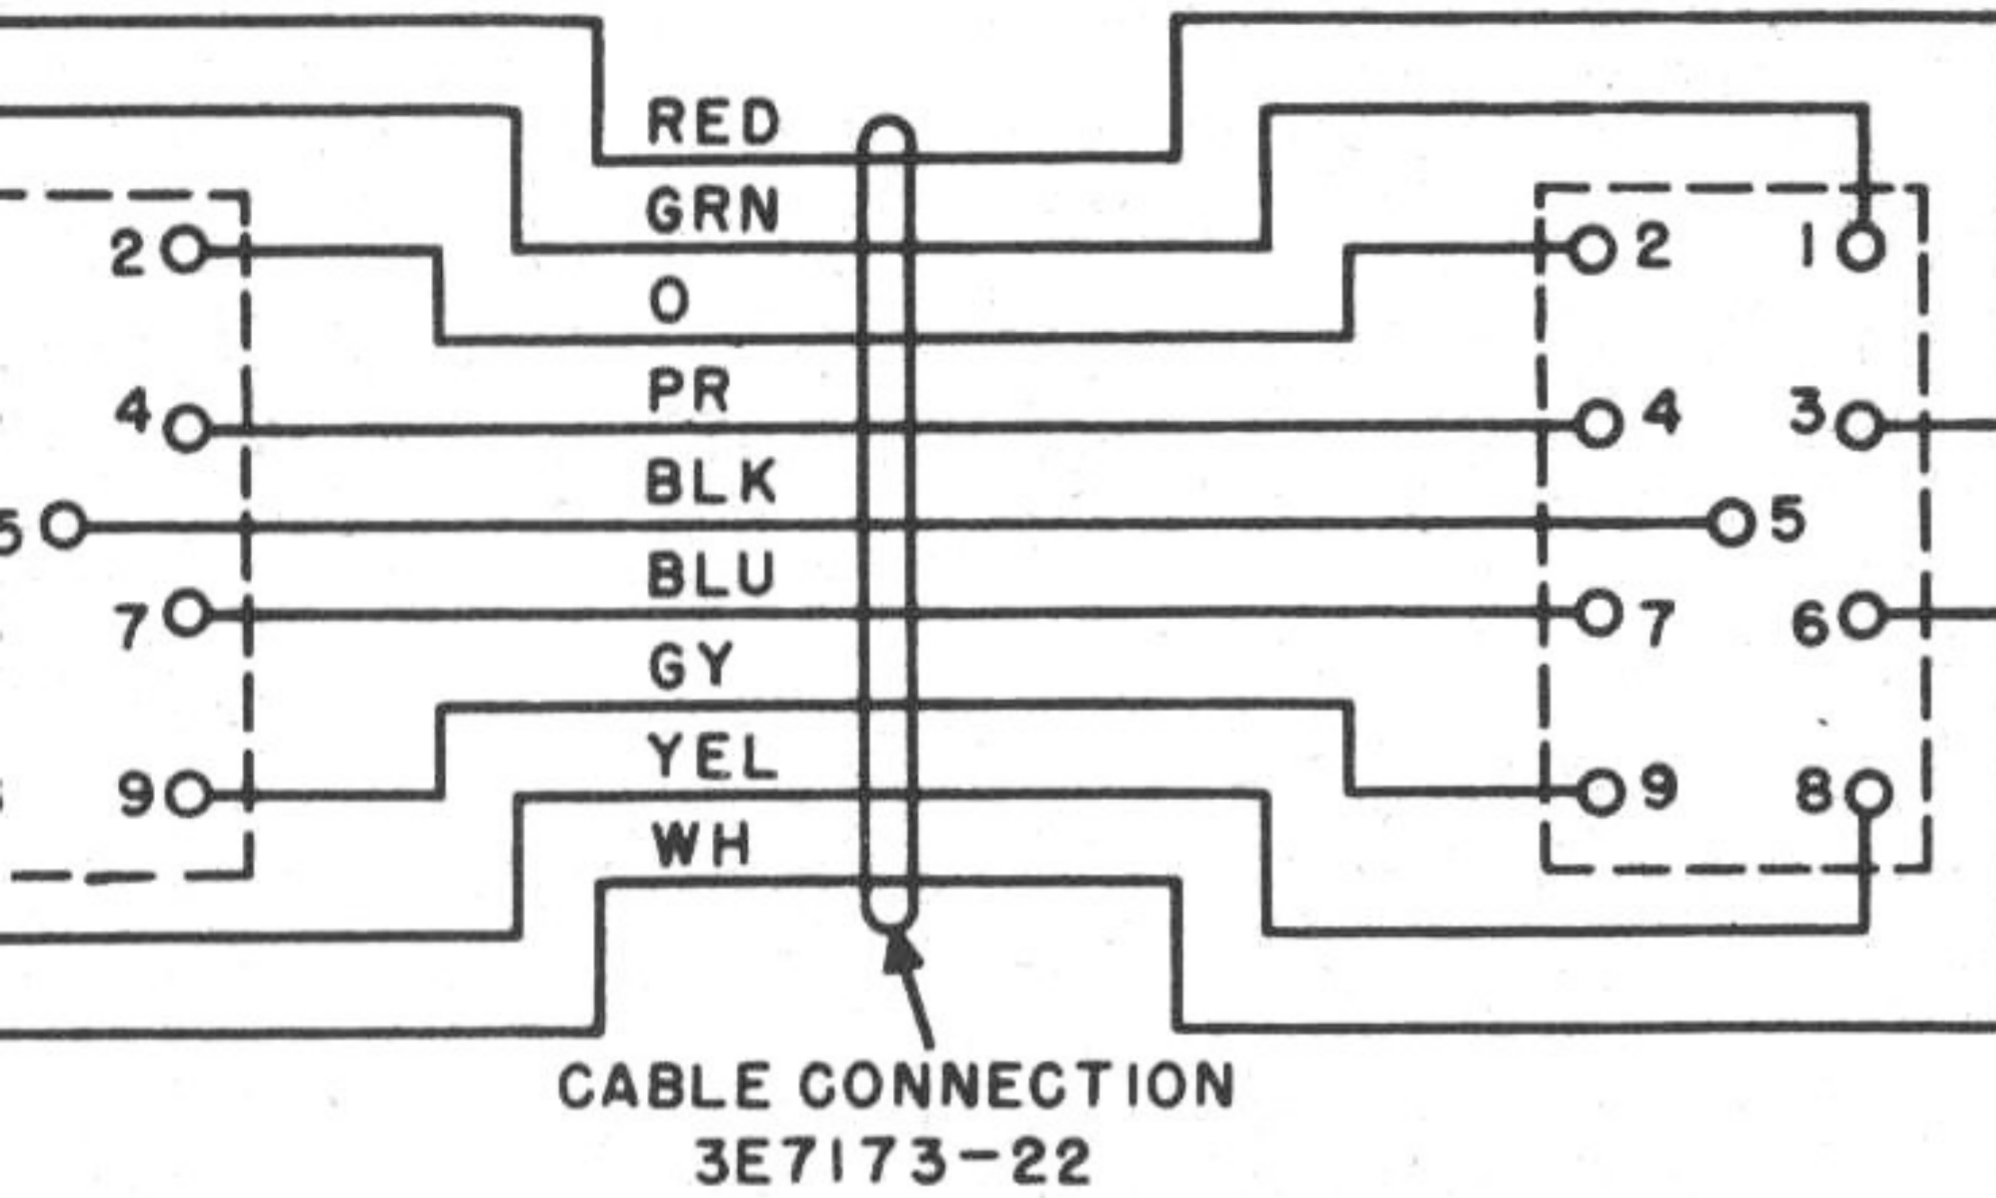 RED
GRN
2
2 1
O
PR
4
4 3
BLK
5
5
BLU
7
7 6
GY
YEL
9
9 8
WH
CABLE CONNECTION
3E7173-22